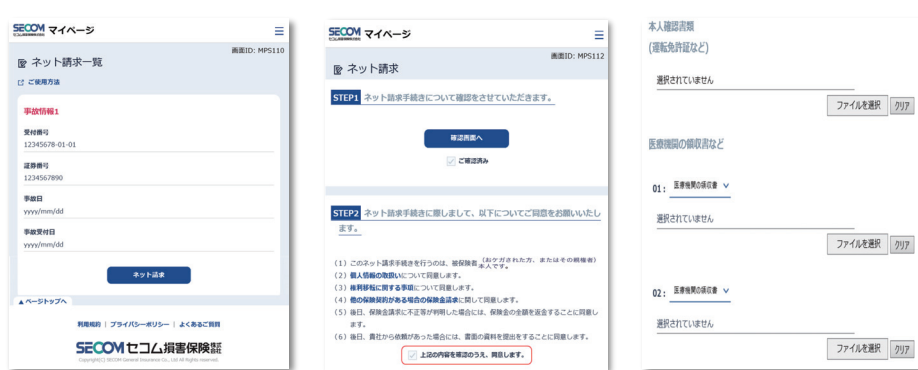 SECOM マイページ
画面ID: MPS110
ネット請求一覧
ご使用方法
事故情報1
受付番号
12345678-01-01
証券番号
1234567890
事故日
yyyy/mm/dd
事故受付日
yyyy/mm/dd
ネット請求
▲ ページトップへ
利用規約 | プライバシーポリシー | よくあるご質問
SECOM セコム損害保険株式会社
Copyright(C) SECOM General Insurance Co., Ltd All Rights reserved.
SECOM マイページ
画面ID: MPS112
ネット請求
STEP1 ネット請求手続きについて確認をさせていただきます。
確認画面へ
ご確認済み
STEP2 ネット請求手続きに際しまして、以下についてご同意をお願いいたし
ます。
(1) このネット請求手続きを行うのは、被保険者(おケガされた方、またはその親権者)
本人です。
(2) 個人情報の取扱いについて同意します。
(3) 権利移転に関する事項について同意します。
(4) 他の保険契約がある場合の保険金請求に関して同意します。
(5) 後日、保険金請求に不正等が判明した場合には、保険金の全額を返金することに同意し
ます。
(6) 後日、貴社から依頼があった場合には、書面の資料を提出をすることに同意します。
上記の内容を確認のうえ、同意します。
本人確認書類
(運転免許証など)
選択されていません
ファイルを選択 クリア
医療機関の領収書など
01: 医療機関の領収書 ∨
選択されていません
ファイルを選択 クリア
02: 医療機関の領収書 ∨
選択されていません
ファイルを選択 クリア